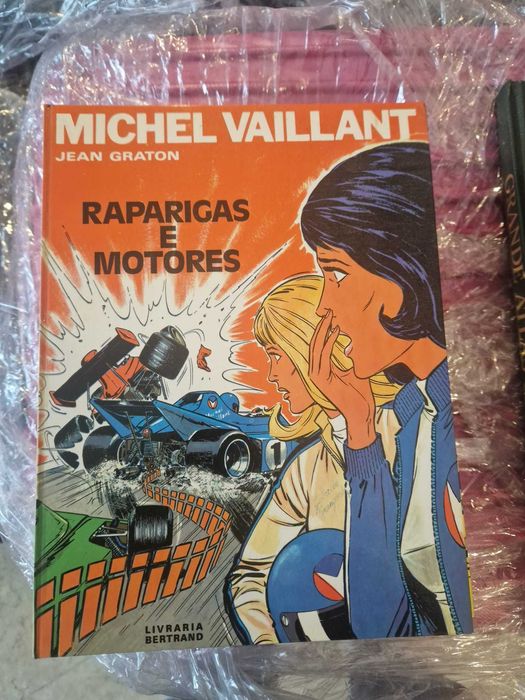 MICHEL VAILLANT
JEAN GRATON
RAPARIGAS
E
MOTORES
1
LIVRARIA
BERTRAND